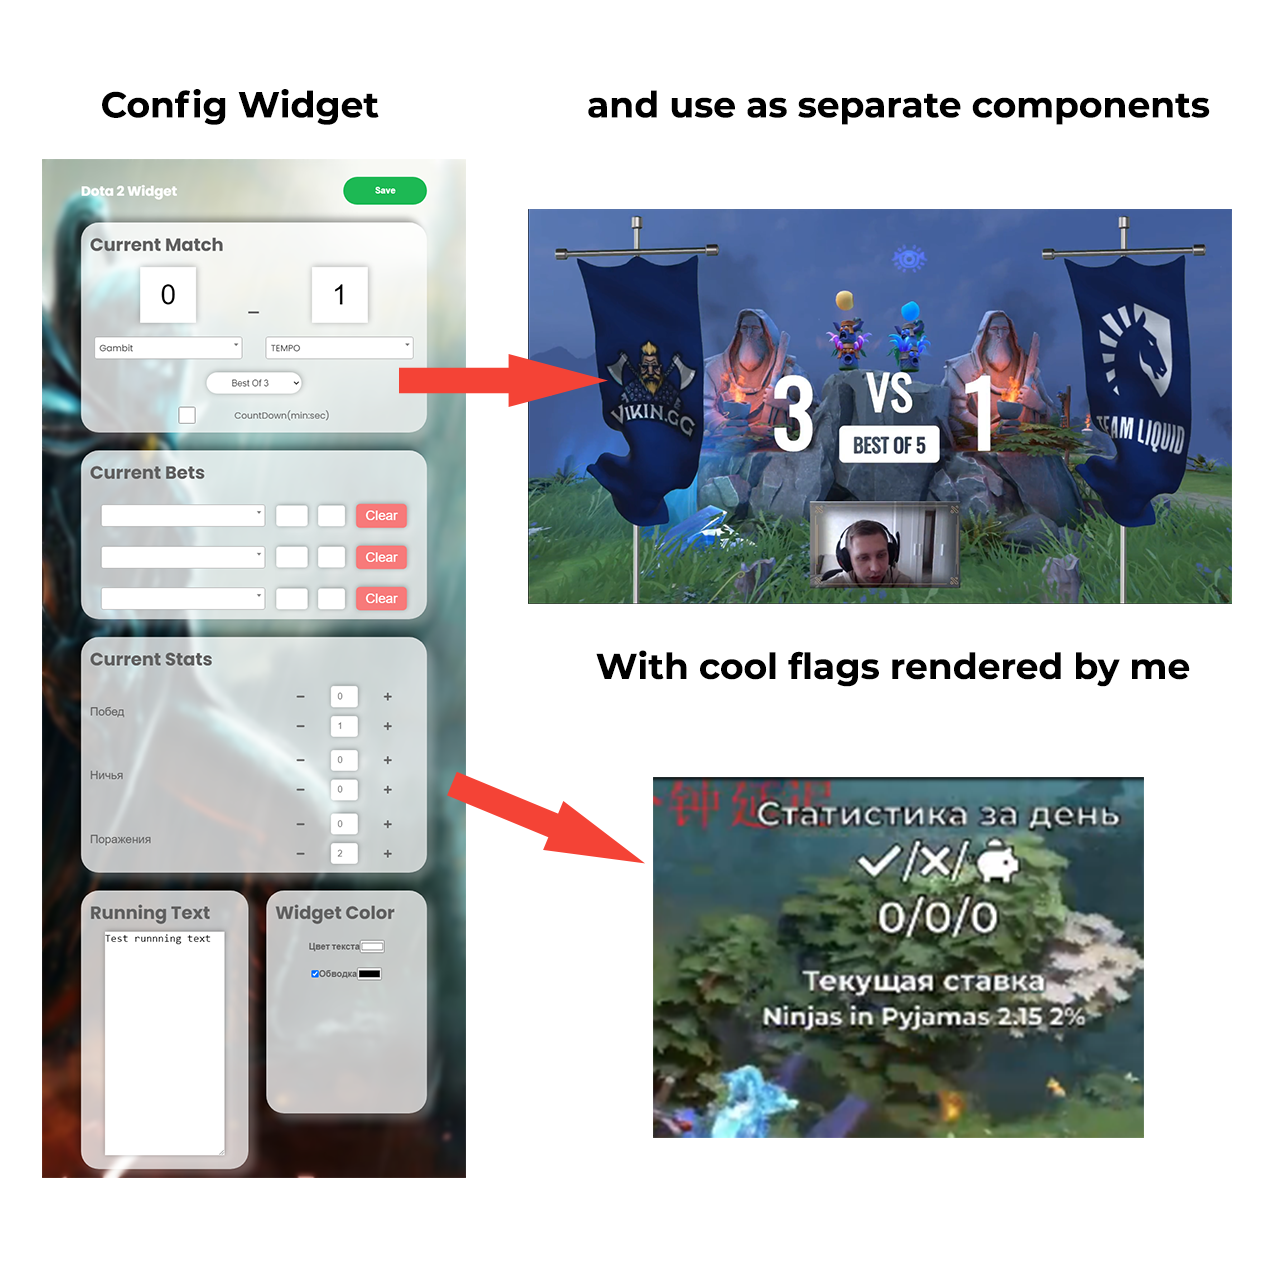 Config Widget
and use as separate components
Dota 2 Widget
Save
Current Match
0
–
1
Gambit
TEMPO
Best Of 3
CountDown(min:sec)
Current Bets
Clear
Clear
Clear
Current Stats
Побед
− 0 +
− 1 +
Ничья
− 0 +
− 0 +
Поражения
− 0 +
− 2 +
Running Text
Test runnning text
Widget Color
Цвет текста
Обводка
VIKIN.GG
3
VS
1
BEST OF 5
TEAM LIQUID
With cool flags rendered by me
钟 延迟
Статистика за день
✓/✕/
0/0/0
Текущая ставка
Ninjas in Pyjamas 2.15 2%